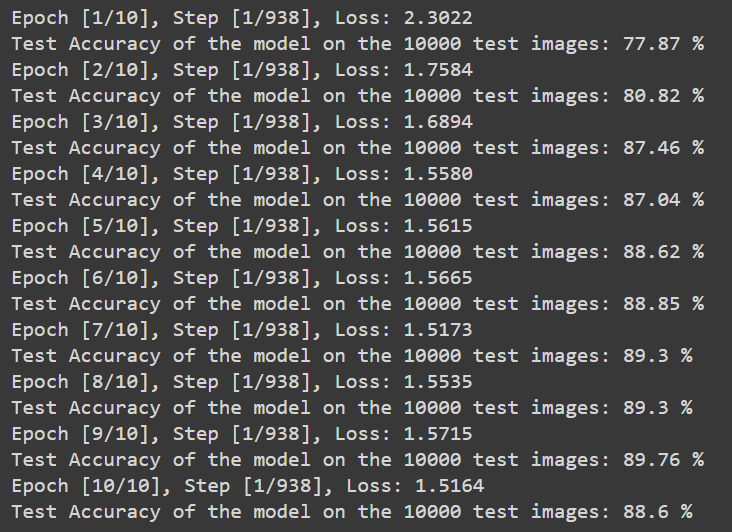 Epoch [1/10], Step [1/938], Loss: 2.3022
Test Accuracy of the model on the 10000 test images: 77.87 %
Epoch [2/10], Step [1/938], Loss: 1.7584
Test Accuracy of the model on the 10000 test images: 80.82 %
Epoch [3/10], Step [1/938], Loss: 1.6894
Test Accuracy of the model on the 10000 test images: 87.46 %
Epoch [4/10], Step [1/938], Loss: 1.5580
Test Accuracy of the model on the 10000 test images: 87.04 %
Epoch [5/10], Step [1/938], Loss: 1.5615
Test Accuracy of the model on the 10000 test images: 88.62 %
Epoch [6/10], Step [1/938], Loss: 1.5665
Test Accuracy of the model on the 10000 test images: 88.85 %
Epoch [7/10], Step [1/938], Loss: 1.5173
Test Accuracy of the model on the 10000 test images: 89.3 %
Epoch [8/10], Step [1/938], Loss: 1.5535
Test Accuracy of the model on the 10000 test images: 89.3 %
Epoch [9/10], Step [1/938], Loss: 1.5715
Test Accuracy of the model on the 10000 test images: 89.76 %
Epoch [10/10], Step [1/938], Loss: 1.5164
Test Accuracy of the model on the 10000 test images: 88.6 %